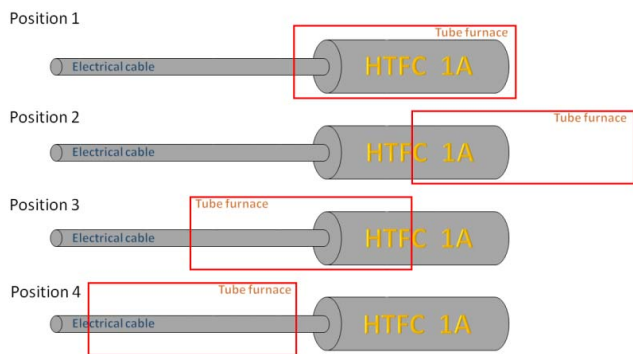 Position 1
Tube furnace
Electrical cable
HTFC 1A
Position 2
Tube furnace
Electrical cable
HTFC 1A
Position 3
Tube furnace
Electrical cable
HTFC 1A
Position 4
Tube furnace
Electrical cable
HTFC 1A